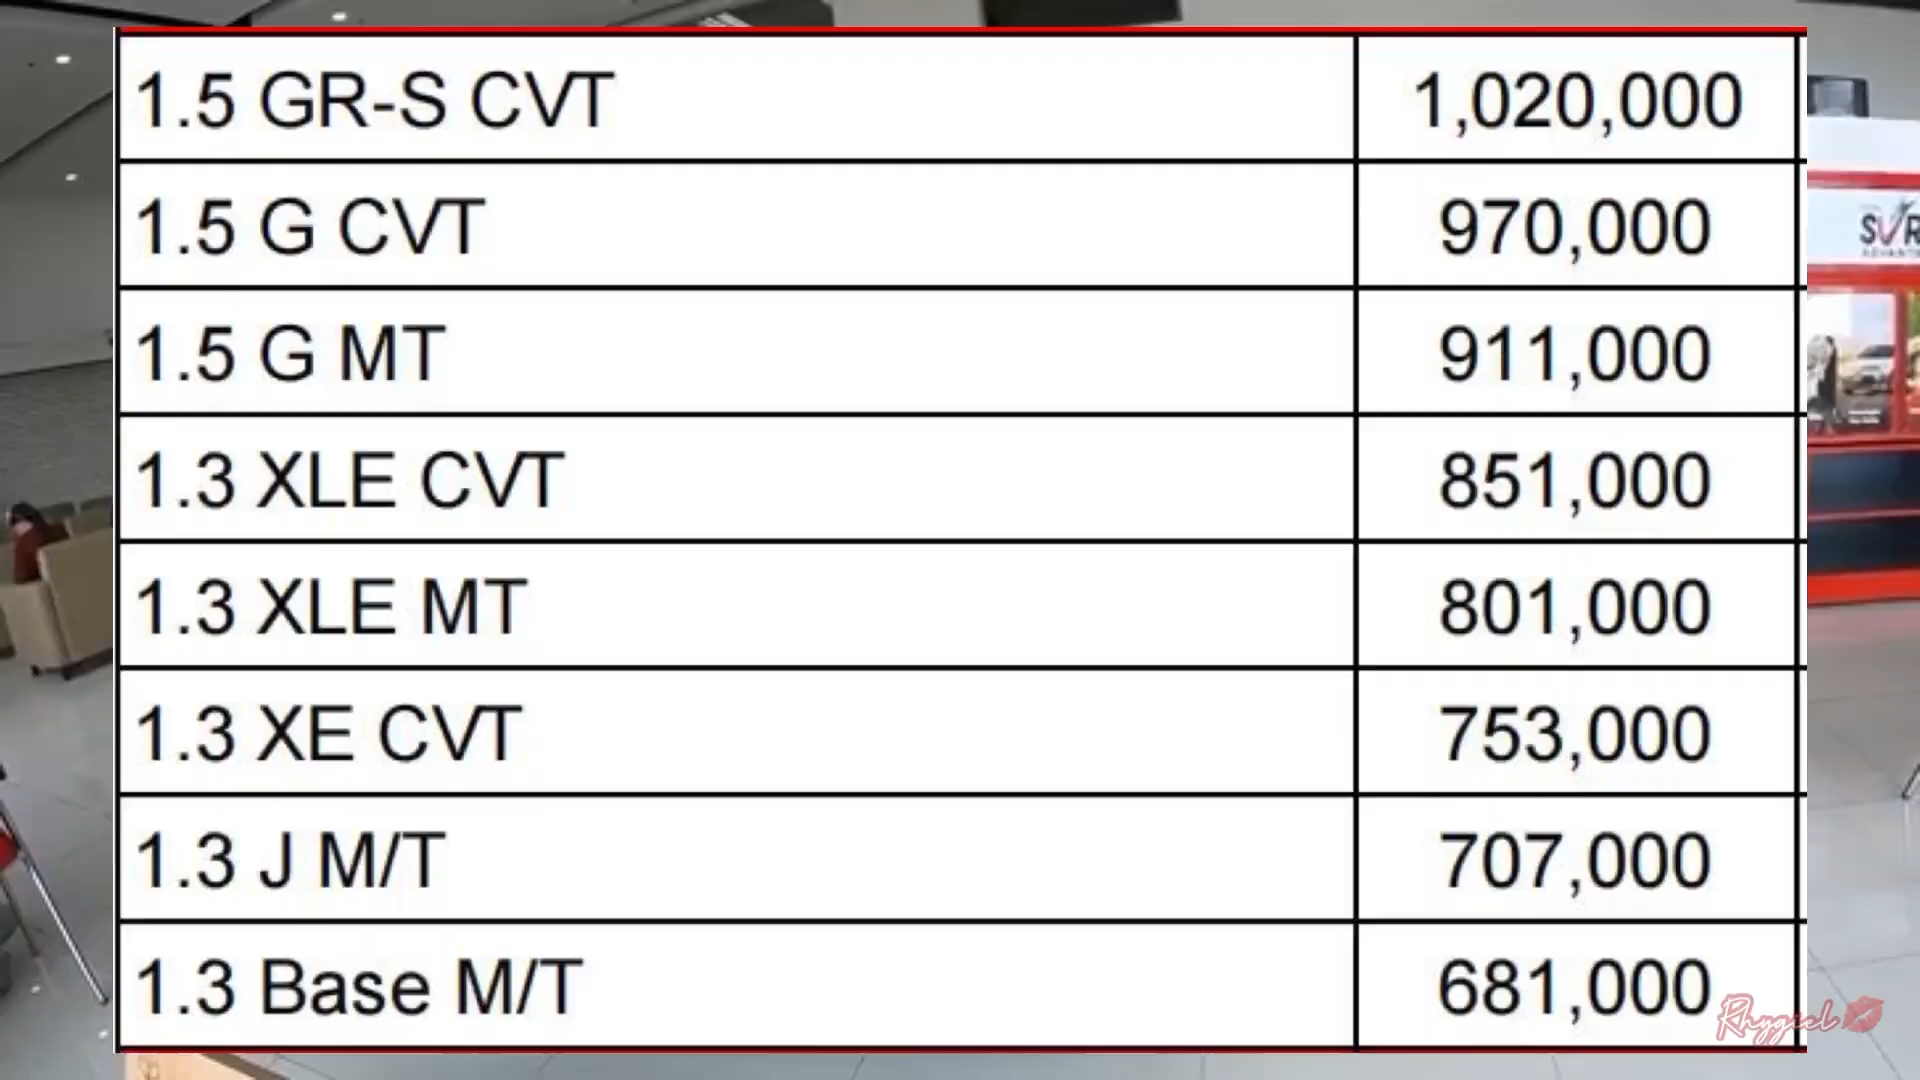 1.5 GR-S CVT 1,020,000
1.5 G CVT 970,000
1.5 G MT 911,000
1.3 XLE CVT 851,000
1.3 XLE MT 801,000
1.3 XE CVT 753,000
1.3 J M/T 707,000
1.3 Base M/T 681,000
Rhygiel